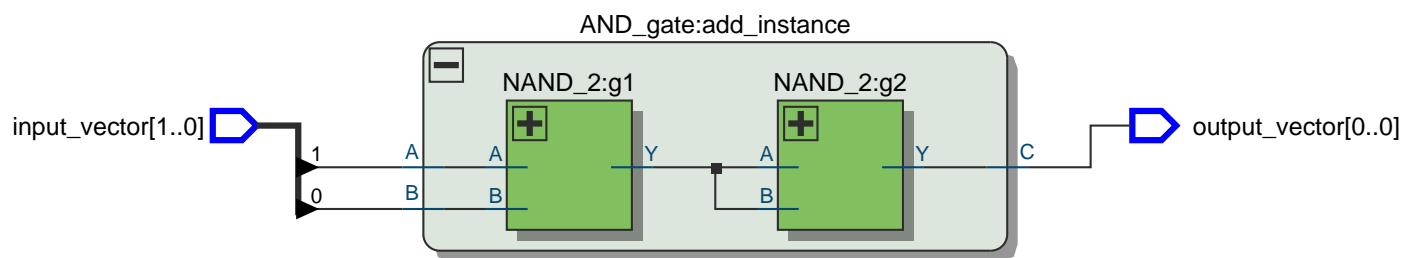 AND_gate:add_instance
NAND_2:g1
NAND_2:g2
input_vector[1..0]
output_vector[0..0]
1
A
A
Y
A
Y
C
0
B
B
B